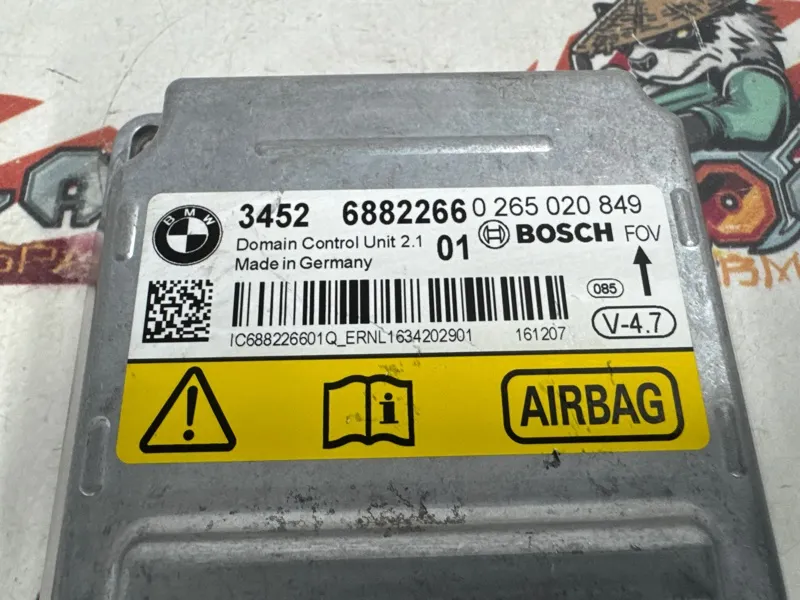 BMW
3452 6882266 0 265 020 849
Domain Control Unit 2.1 01 BOSCH FOV
Made in Germany
085
V-4.7
IC688226601Q_ERNL1634202901 161207
i AIRBAG